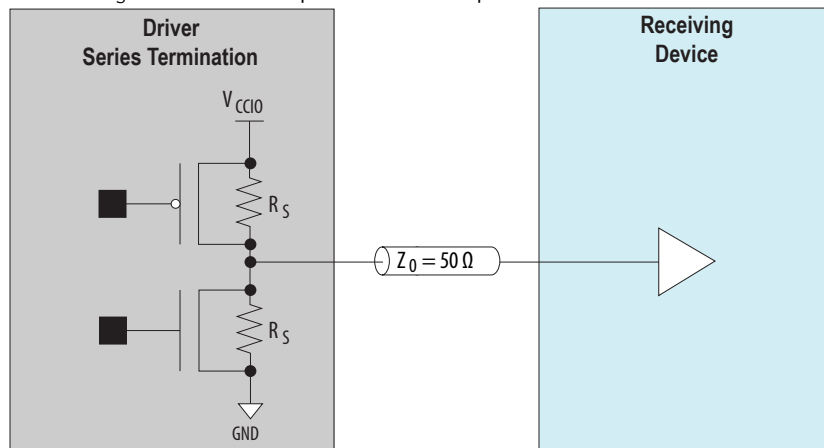 Driver
Series Termination
Receiving
Device
V CCIO
R S
Z 0 = 50 Ω
R S
GND